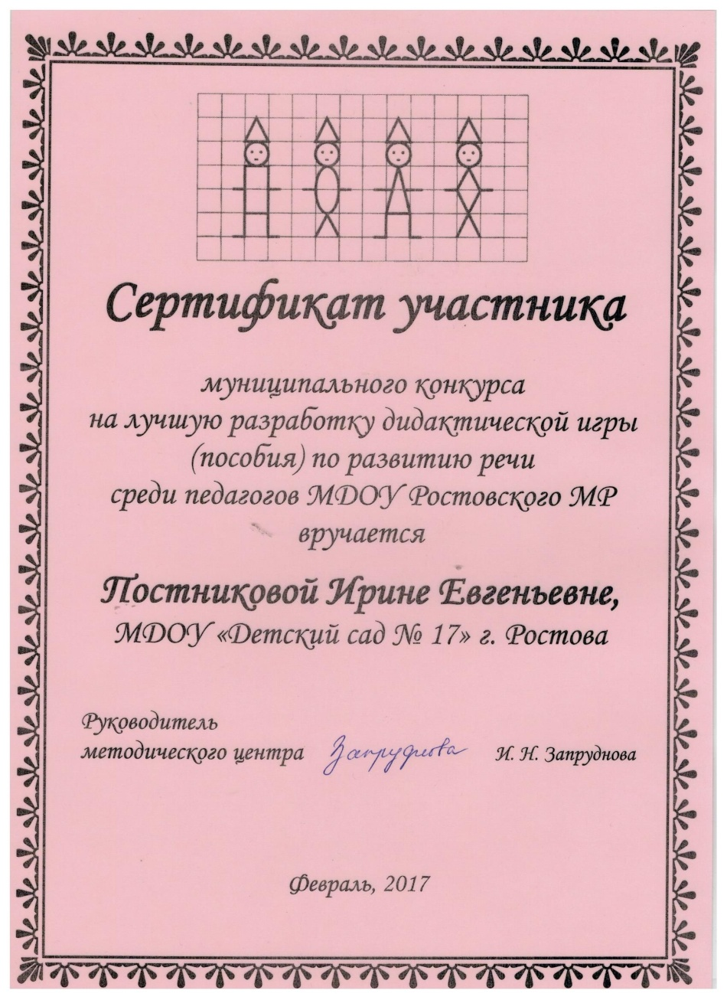 Сертификат участника
муниципального конкурса
на лучшую разработку дидактической игры
(пособия) по развитию речи
среди педагогов МДОУ Ростовского МР
вручается
Постниковой Ирине Евгеньевне,
МДОУ «Детский сад № 17» г. Ростова
Руководитель
методического центра Запруднова И. Н. Запруднова
Февраль, 2017